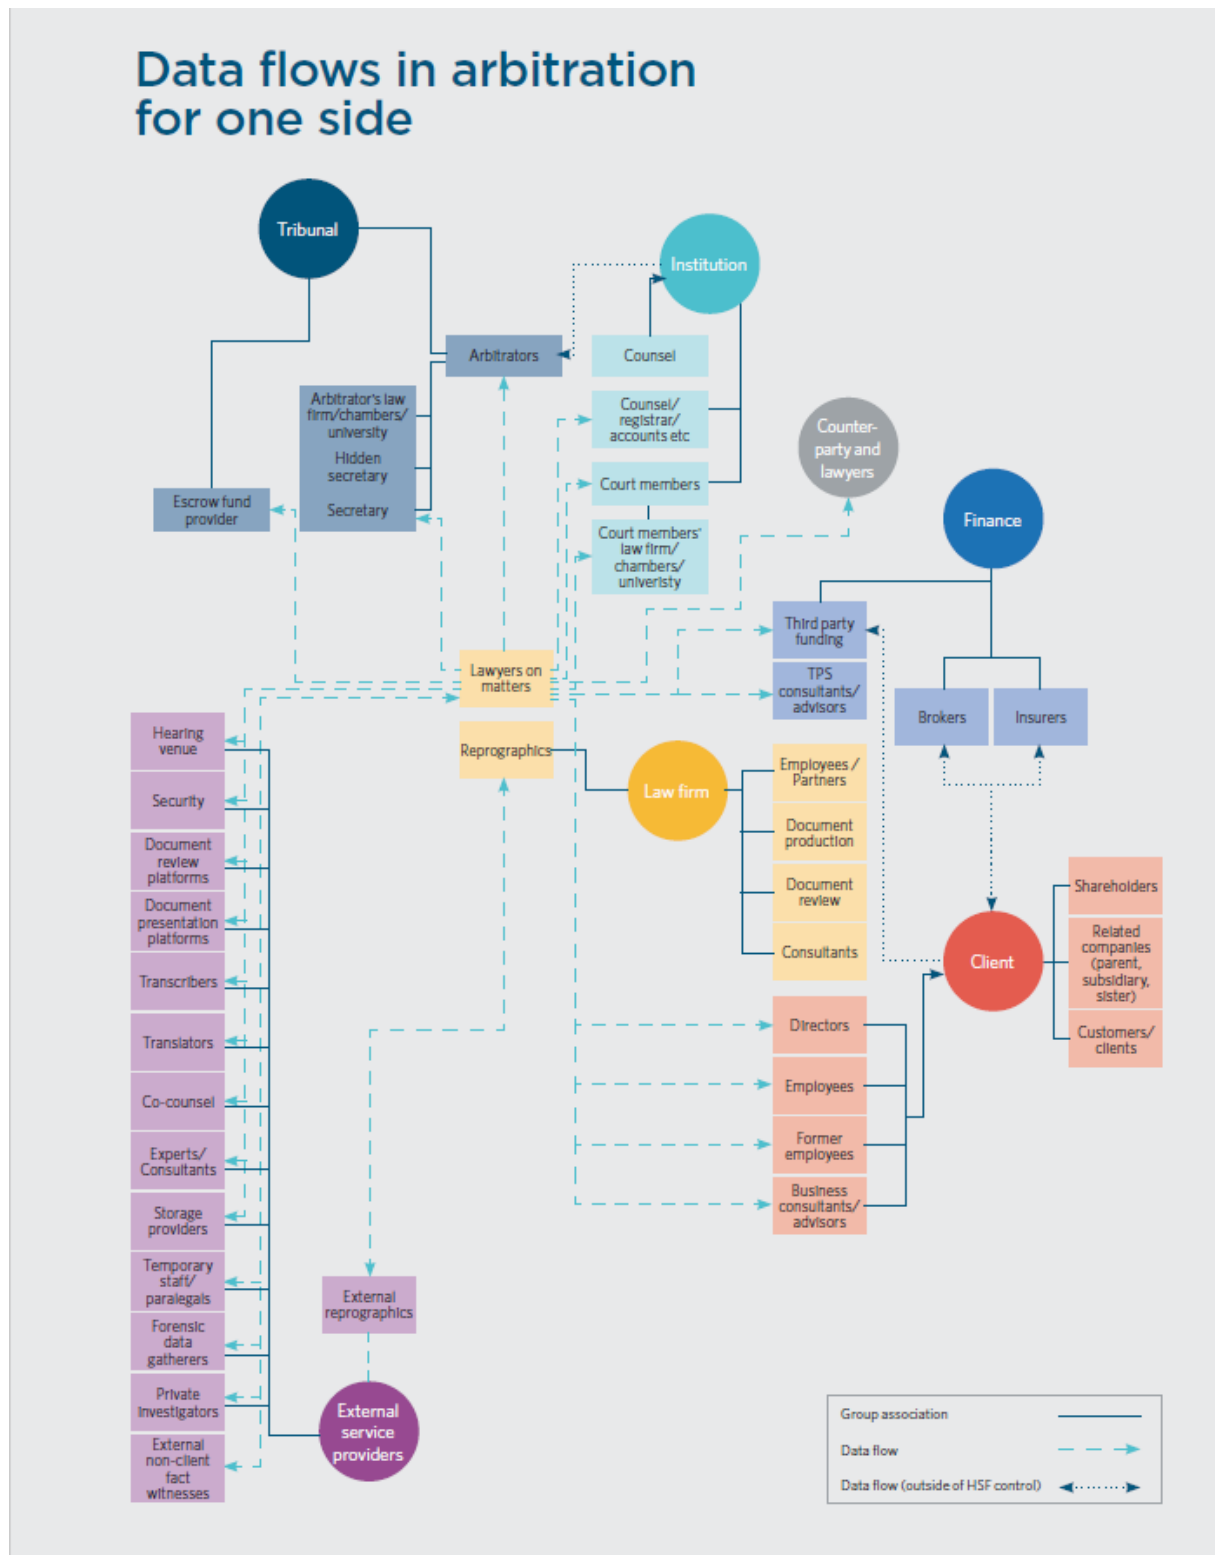 Data flows in arbitration
for one side
Tribunal
Institution
Arbitrators
Counsel
Arbitrator's law
firm/chambers/
university
Hidden
secretary
Secretary
Counsel/
registrar/
accounts etc
Counter-
party and
lawyers
Court members
Finance
Escrow fund
provider
Court members'
law firm/
chambers/
univeristy
Third party
funding
Lawyers on
matters
TPS
consultants/
advisors
Brokers
Insurers
Reprographics
Law firm
Employees /
Partners
Document
production
Document
review
Consultants
Hearing
venue
Security
Document
review
platforms
Document
presentation
platforms
Transcribers
Translators
Co-counsel
Experts/
Consultants
Storage
providers
Temporary
staff/
paralegals
Forensic
data
gatherers
Private
investigators
External
non-client
fact
witnesses
Client
Shareholders
Related
companies
(parent,
subsidiary,
sister)
Customers/
clients
Directors
Employees
Former
employees
Business
consultants/
advisors
External
reprographics
External
service
providers
Group association
Data flow
Data flow (outside of HSF control)